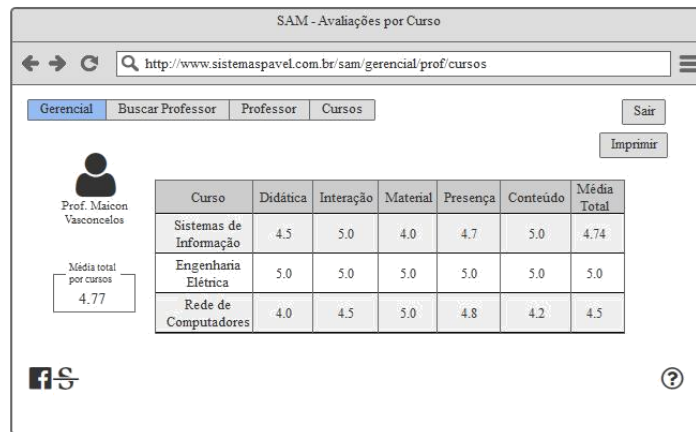 SAM - Avaliações por Curso
http://www.sistemaspavel.com.br/sam/gerencial/prof/cursos
Gerencial Buscar Professor Professor Cursos Sair
Imprimir
Prof. Maicon
Vasconcelos
Média total
por cursos
4.77
Curso Didática Interação Material Presença Conteúdo Média
Total
Sistemas de
Informação 4.5 5.0 4.0 4.7 5.0 4.74
Engenharia
Elétrica 5.0 5.0 5.0 5.0 5.0 5.0
Rede de
Computadores 4.0 4.5 5.0 4.8 4.2 4.5
f S ?